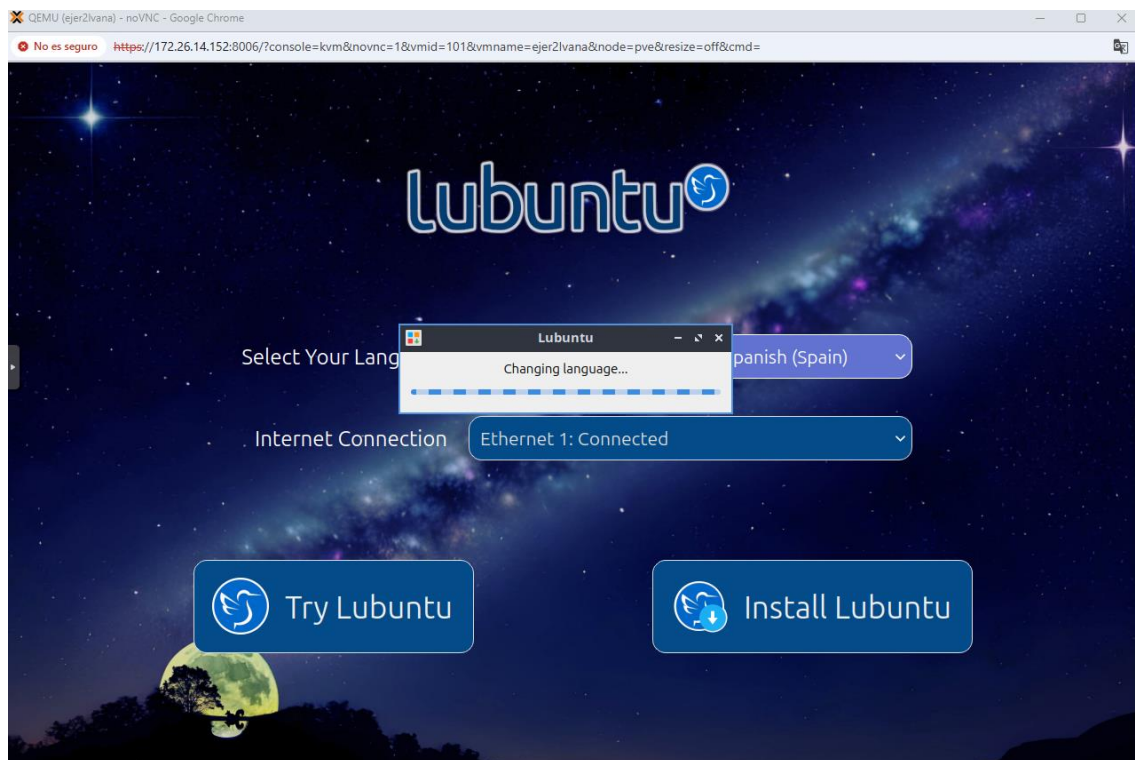 QEMU (ejer2Ivana) - noVNC - Google Chrome
No es seguro https://172.26.14.152:8006/?console=kvm&novnc=1&vmid=101&vmname=ejer2Ivana&node=pve&resize=off&cmd=
lubuntu
Lubuntu
Changing language...
Select Your Lang
panish (Spain)
Internet Connection
Ethernet 1: Connected
Try Lubuntu
Install Lubuntu